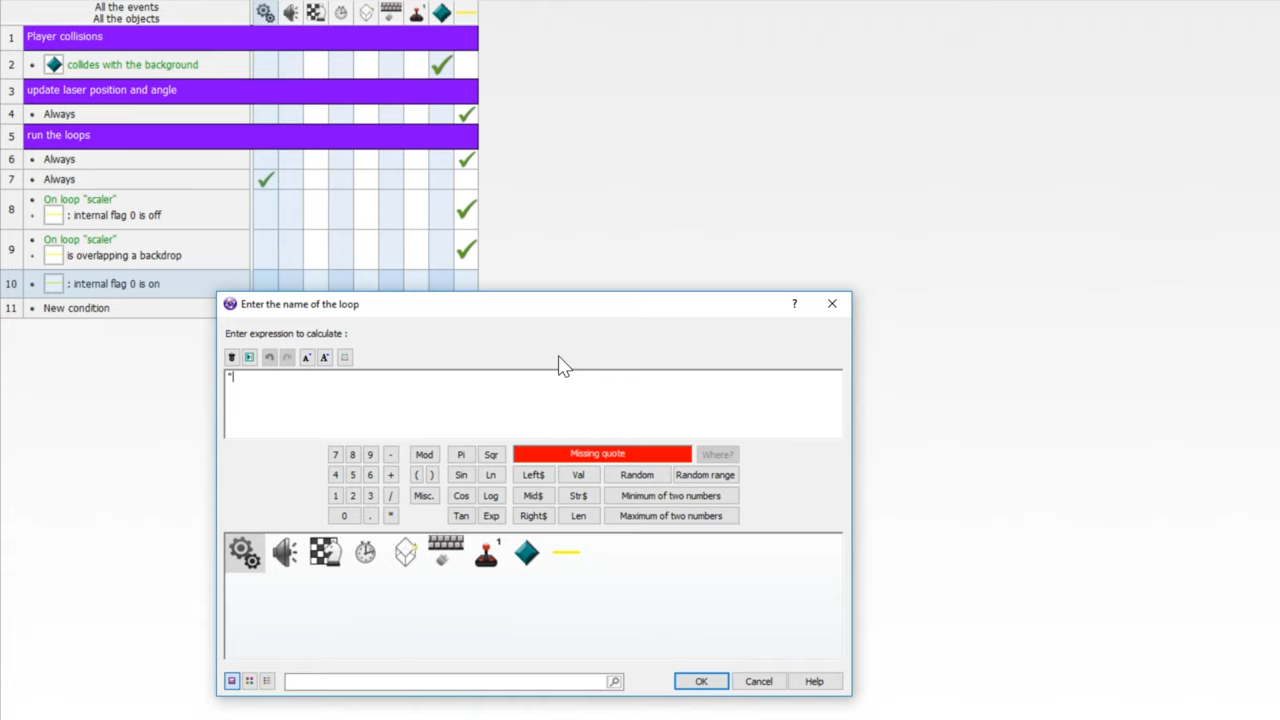 All the events
All the objects
1 Player collisions
2 • collides with the background
3 update laser position and angle
4 • Always
5 run the loops
6 • Always
7 • Always
8 • On loop "scaler"
• : internal flag 0 is off
9 • On loop "scaler"
• is overlapping a backdrop
10 • : internal flag 0 is on
11 • New condition
Enter the name of the loop ?
Enter expression to calculate :
"
7 8 9 - Mod Pi Sqr Missing quote Where?
4 5 6 + ( ) Sin Ln Left$ Val Random Random range
1 2 3 / Misc. Cos Log Mid$ Str$ Minimum of two numbers
0 . * Tan Exp Right$ Len Maximum of two numbers
1
OK Cancel Help